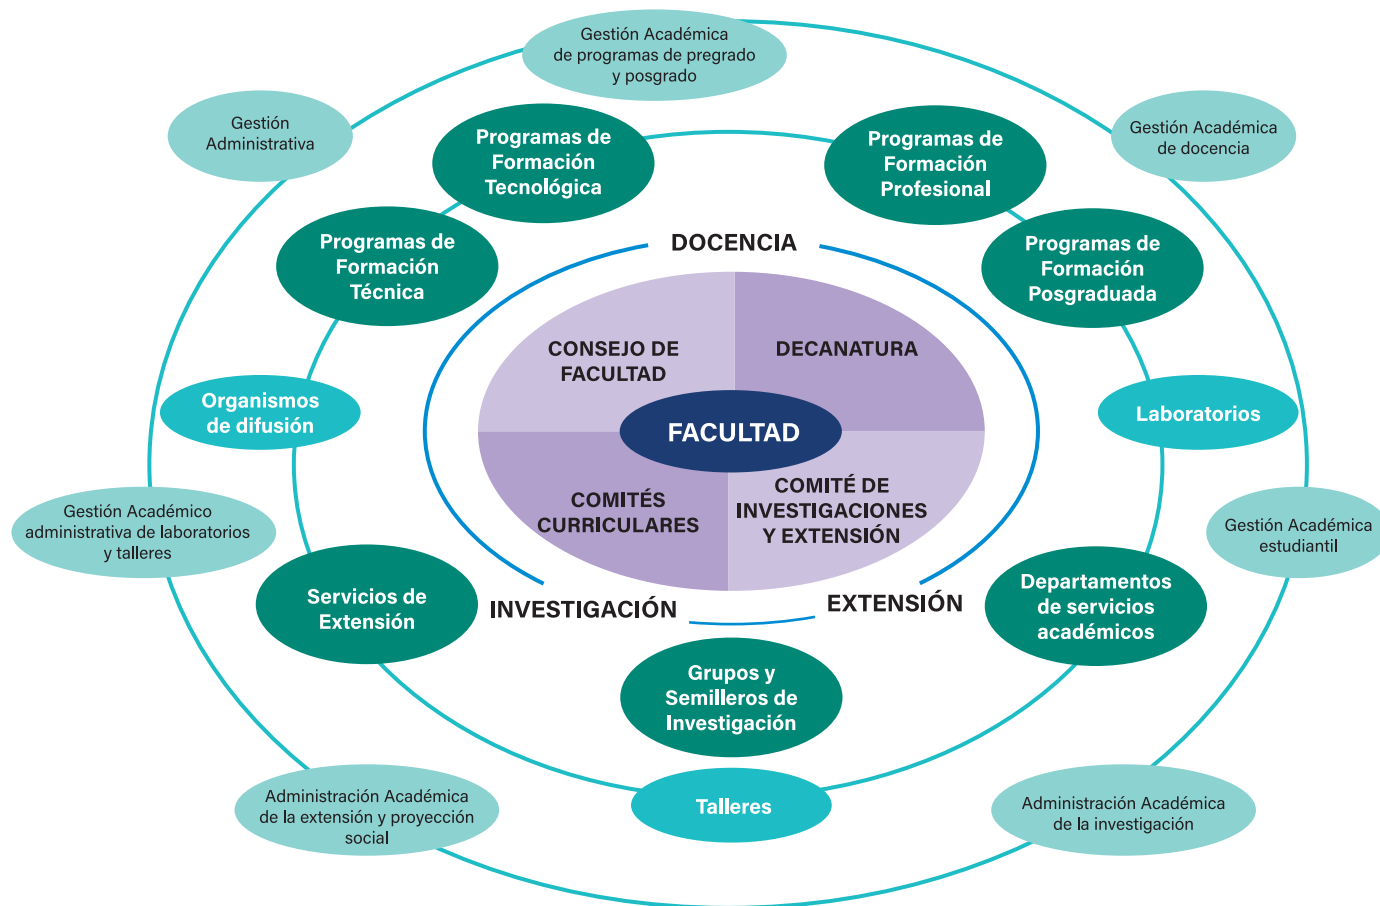 Gestión Académica
de programas de pregrado
y posgrado
Gestión
Administrativa
Gestión Académica
de docencia
Programas de
Formación
Tecnológica
Programas de
Formación
Profesional
Programas de
Formación
Técnica
Programas de
Formación
Posgraduada
DOCENCIA
CONSEJO DE
FACULTAD
DECANATURA
Organismos
de difusión
FACULTAD
Laboratorios
COMITÉS
CURRICULARES
COMITÉ DE
INVESTIGACIONES
Y EXTENSIÓN
Gestión Académico
administrativa de laboratorios
y talleres
Gestión Académica
estudiantil
Servicios de
Extensión
INVESTIGACIÓN
EXTENSIÓN
Departamentos
de servicios
académicos
Grupos y
Semilleros de
Investigación
Talleres
Administración Académica
de la extensión y proyección
social
Administración Académica
de la investigación